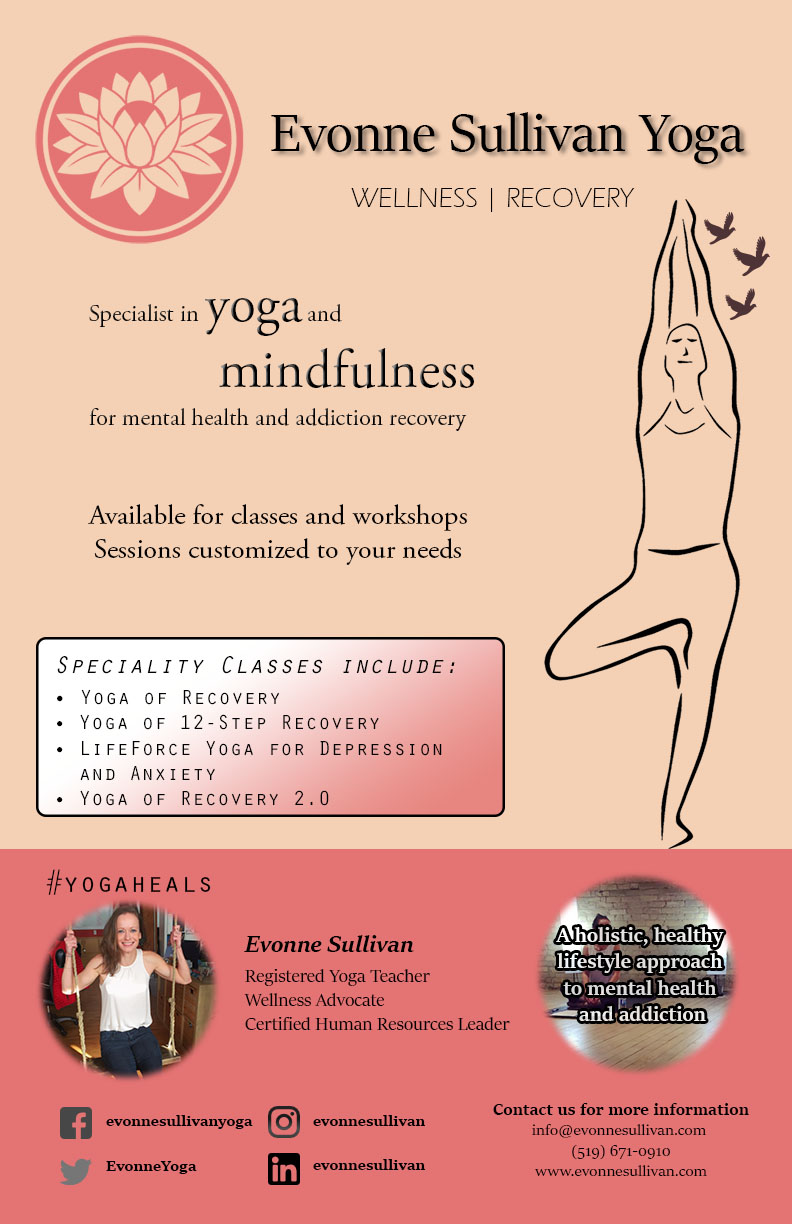 Evonne Sullivan Yoga
WELLNESS | RECOVERY
Specialist in yoga and
mindfulness
for mental health and addiction recovery
Available for classes and workshops
Sessions customized to your needs
Speciality Classes include:
• Yoga of Recovery
• Yoga of 12-Step Recovery
• LifeForce Yoga for Depression
and Anxiety
• Yoga of Recovery 2.0
#YOGAHEALS
Evonne Sullivan
Registered Yoga Teacher
Wellness Advocate
Certified Human Resources Leader
A holistic, healthy
lifestyle approach
to mental health
and addiction
evonnesullivanyoga
evonnesullivan
EvonneYoga
evonnesullivan
Contact us for more information
info@evonnesullivan.com
(519) 671-0910
www.evonnesullivan.com